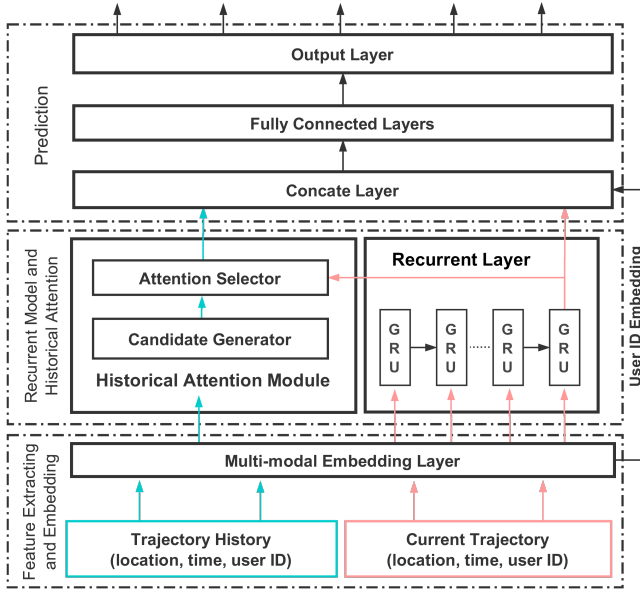 Prediction
Output Layer
Fully Connected Layers
Concate Layer
Recurrent Model and
Historical Attention
Attention Selector
Candidate Generator
Historical Attention Module
Recurrent Layer
G
R
U
G
R
U
G
R
U
G
R
U
User ID Embedding
Feature Extracting
and Embedding
Multi-modal Embedding Layer
Trajectory History
(location, time, user ID)
Current Trajectory
(location, time, user ID)